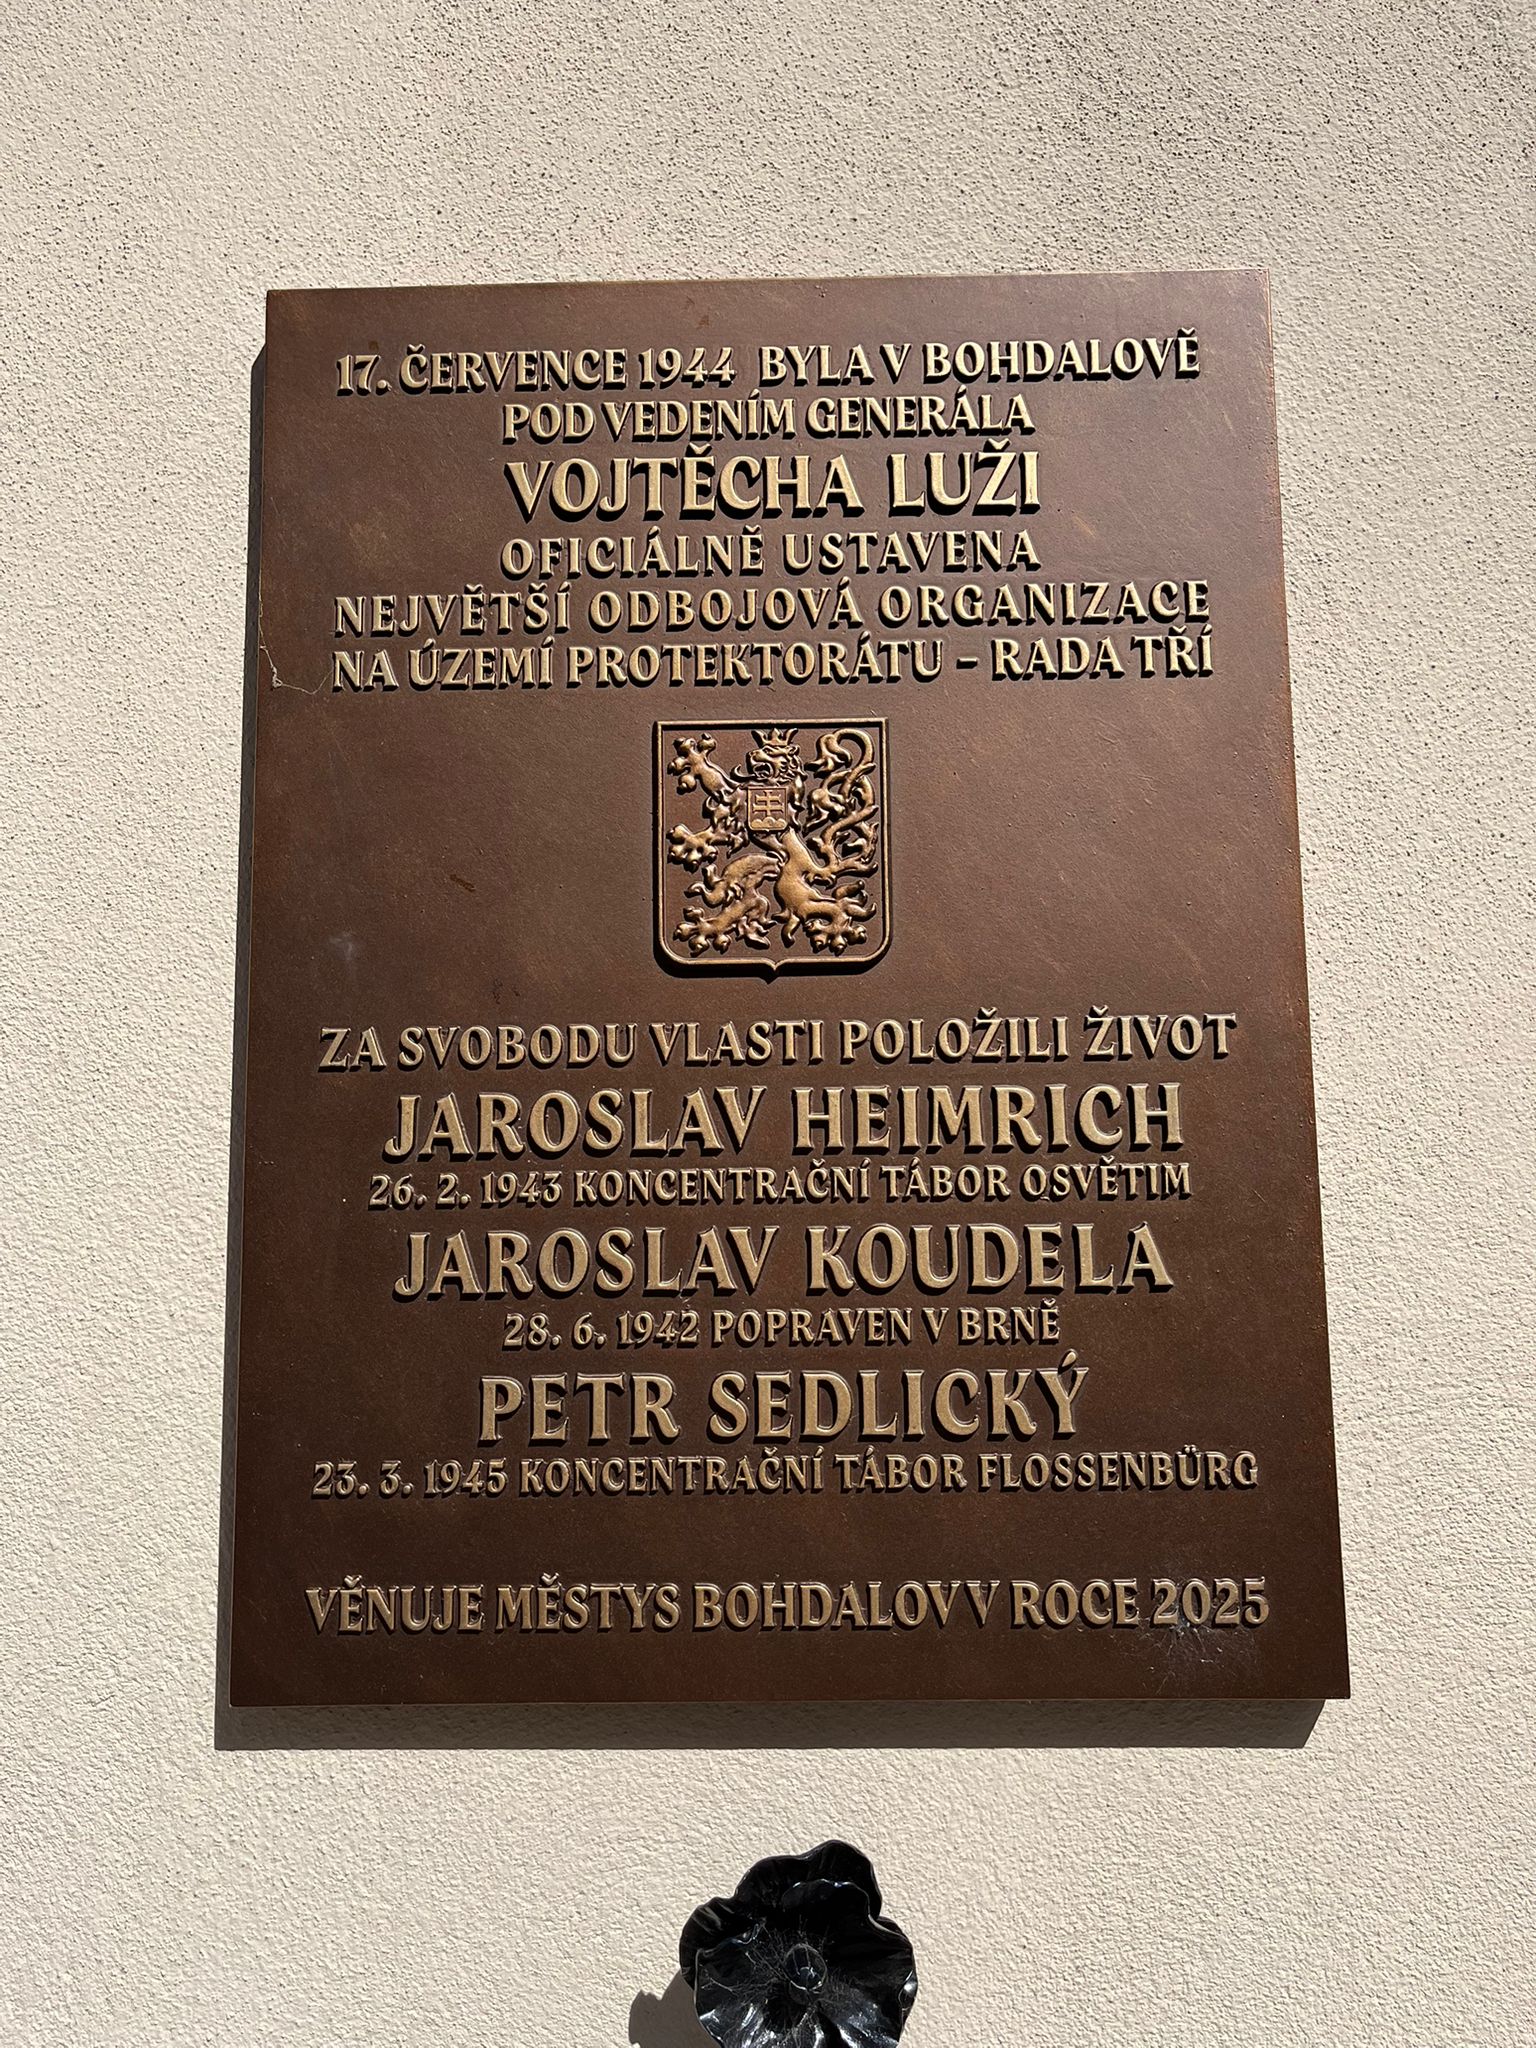 17. ČERVENCE 1944 BYLA V BOHDALOVĚ
POD VEDENÍM GENERÁLA
VOJTĚCHA LUŽI
OFICIÁLNĚ USTAVENA
NEJVĚTŠÍ ODBOJOVÁ ORGANIZACE
NA ÚZEMÍ PROTEKTORÁTU – RADA TŘÍ
ZA SVOBODU VLASTI POLOŽILI ŽIVOT
JAROSLAV HEIMRICH
26. 2. 1943 KONCENTRAČNÍ TÁBOR OSVĚTIM
JAROSLAV KOUDELA
28. 6. 1942 POPRAVEN V BRNĚ
PETR SEDLICKÝ
23. 3. 1945 KONCENTRAČNÍ TÁBOR FLOSSENBÜRG
VĚNUJE MĚSTYS BOHDALOV V ROCE 2025